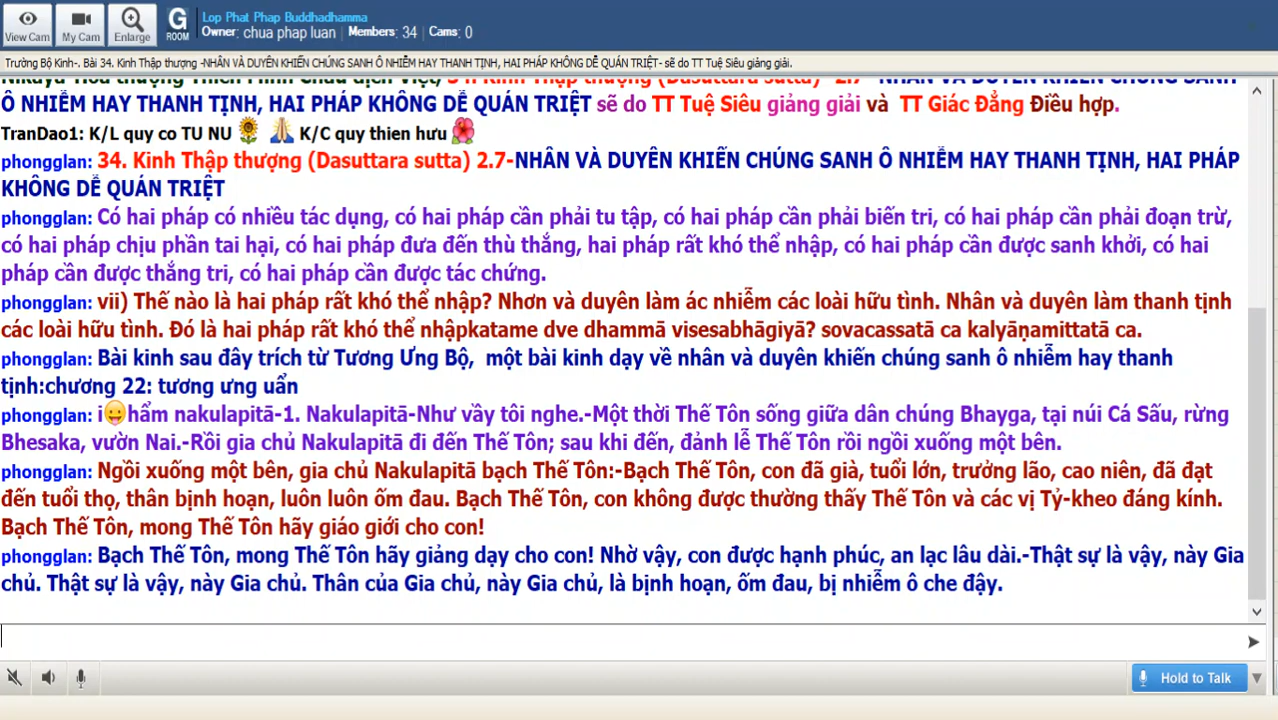 View Cam
My Cam
Enlarge
G
ROOM
Lop Phat Phap Buddhadhamma
Owner: chua phap luan | Members: 34 | Cams: 0
Trường Bộ Kinh-. Bài 34. Kinh Thập thượng -NHÂN VÀ DUYÊN KHIẾN CHÚNG SANH Ô NHIỄM HAY THANH TỊNH, HAI PHÁP KHÔNG DỄ QUÁN TRIỆT- sẽ do TT Tuệ Siêu giảng giải.
Ô NHIỄM HAY THANH TỊNH, HAI PHÁP KHÔNG DỄ QUÁN TRIỆT sẽ do TT Tuệ Siêu giảng giải và TT Giác Đẳng Điều hợp.
TranDao1: K/L quy co TU NU 🌻 🙏 K/C quy thien hưu 🌺
phongglan: 34. Kinh Thập thượng (Dasuttara sutta) 2.7-NHÂN VÀ DUYÊN KHIẾN CHÚNG SANH Ô NHIỄM HAY THANH TỊNH, HAI PHÁP
KHÔNG DỄ QUÁN TRIỆT
phongglan: Có hai pháp có nhiều tác dụng, có hai pháp cần phải tu tập, có hai pháp cần phải biến tri, có hai pháp cần phải đoạn trừ,
có hai pháp chịu phần tai hại, có hai pháp đưa đến thù thắng, hai pháp rất khó thể nhập, có hai pháp cần được sanh khởi, có hai
pháp cần được thắng tri, có hai pháp cần được tác chứng.
phongglan: vii) Thế nào là hai pháp rất khó thể nhập? Nhơn và duyên làm ác nhiễm các loài hữu tình. Nhân và duyên làm thanh tịnh
các loài hữu tình. Đó là hai pháp rất khó thể nhậpkatame dve dhammā visesabhāgiyā? sovacassatā ca kalyāṇamittatā ca.
phongglan: Bài kinh sau đây trích từ Tương Ưng Bộ, một bài kinh dạy về nhân và duyên khiến chúng sanh ô nhiễm hay thanh
tịnh:chương 22: tương ưng uẩn
phongglan: i😛hẩm nakulapitā-1. Nakulapitā-Như vầy tôi nghe.-Một thời Thế Tôn sống giữa dân chúng Bhayga, tại núi Cá Sấu, rừng
Bhesaka, vườn Nai.-Rồi gia chủ Nakulapitā đi đến Thế Tôn; sau khi đến, đảnh lễ Thế Tôn rồi ngồi xuống một bên.
phongglan: Ngồi xuống một bên, gia chủ Nakulapitā bạch Thế Tôn:-Bạch Thế Tôn, con đã già, tuổi lớn, trưởng lão, cao niên, đã đạt
đến tuổi thọ, thân bịnh hoạn, luôn luôn ốm đau. Bạch Thế Tôn, con không được thường thấy Thế Tôn và các vị Tỷ-kheo đáng kính.
Bạch Thế Tôn, mong Thế Tôn hãy giáo giới cho con!
phongglan: Bạch Thế Tôn, mong Thế Tôn hãy giảng dạy cho con! Nhờ vậy, con được hạnh phúc, an lạc lâu dài.-Thật sự là vậy, này Gia
chủ. Thật sự là vậy, này Gia chủ. Thân của Gia chủ, này Gia chủ, là bịnh hoạn, ốm đau, bị nhiễm ô che đậy.
Hold to Talk